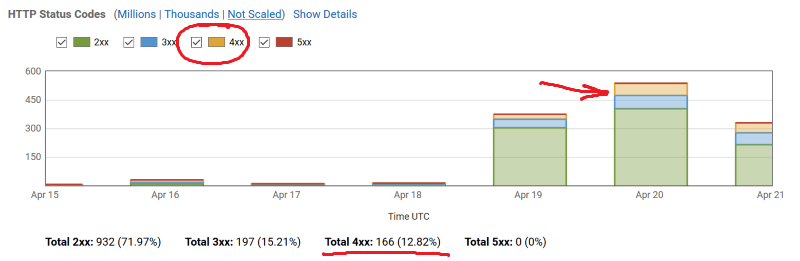 HTTP Status Codes (Millions | Thousands | Not Scaled) Show Details
2xx 3xx 4xx 5xx
600
450
300
150
Apr 15 Apr 16 Apr 17 Apr 18 Apr 19 Apr 20 Apr 21
Time UTC
Total 2xx: 932 (71.97%) Total 3xx: 197 (15.21%) Total 4xx: 166 (12.82%) Total 5xx: 0 (0%)